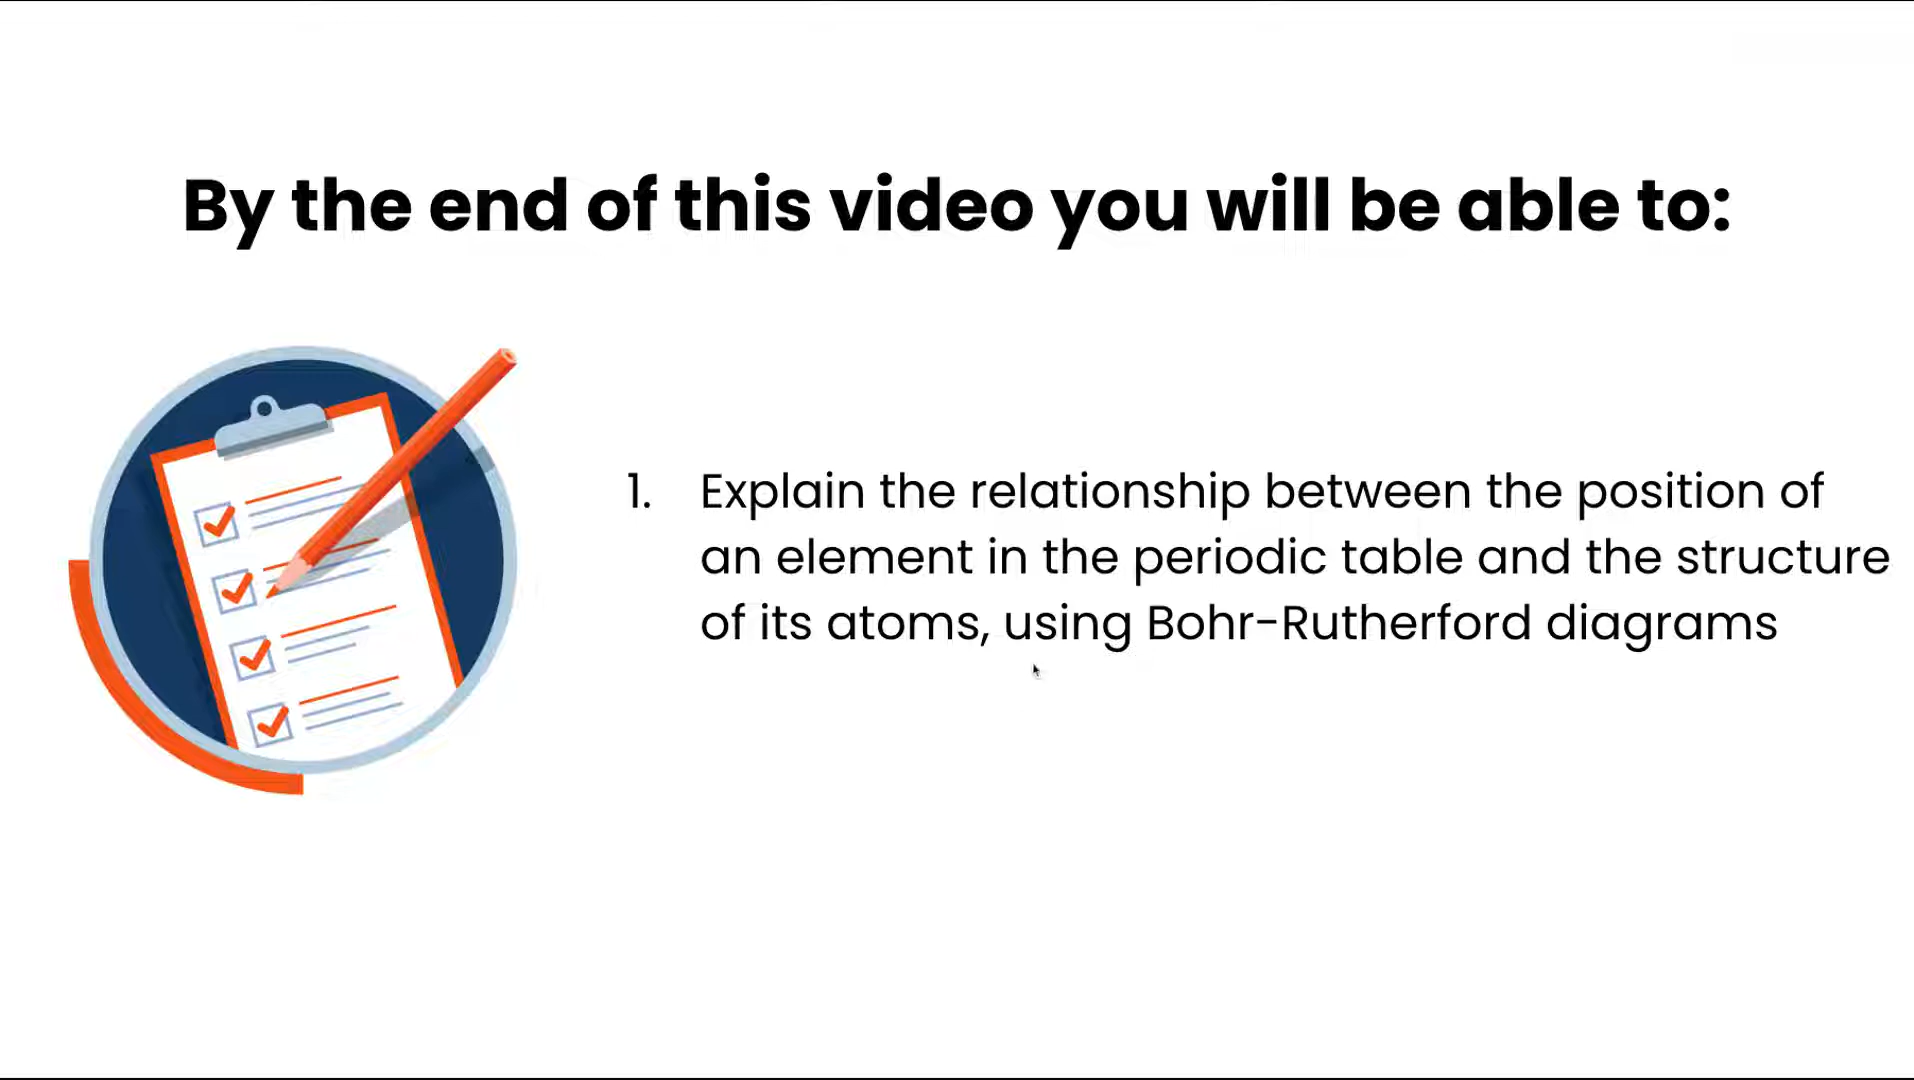 By the end of this video you will be able to:
1. Explain the relationship between the position of
an element in the periodic table and the structure
of its atoms, using Bohr-Rutherford diagrams